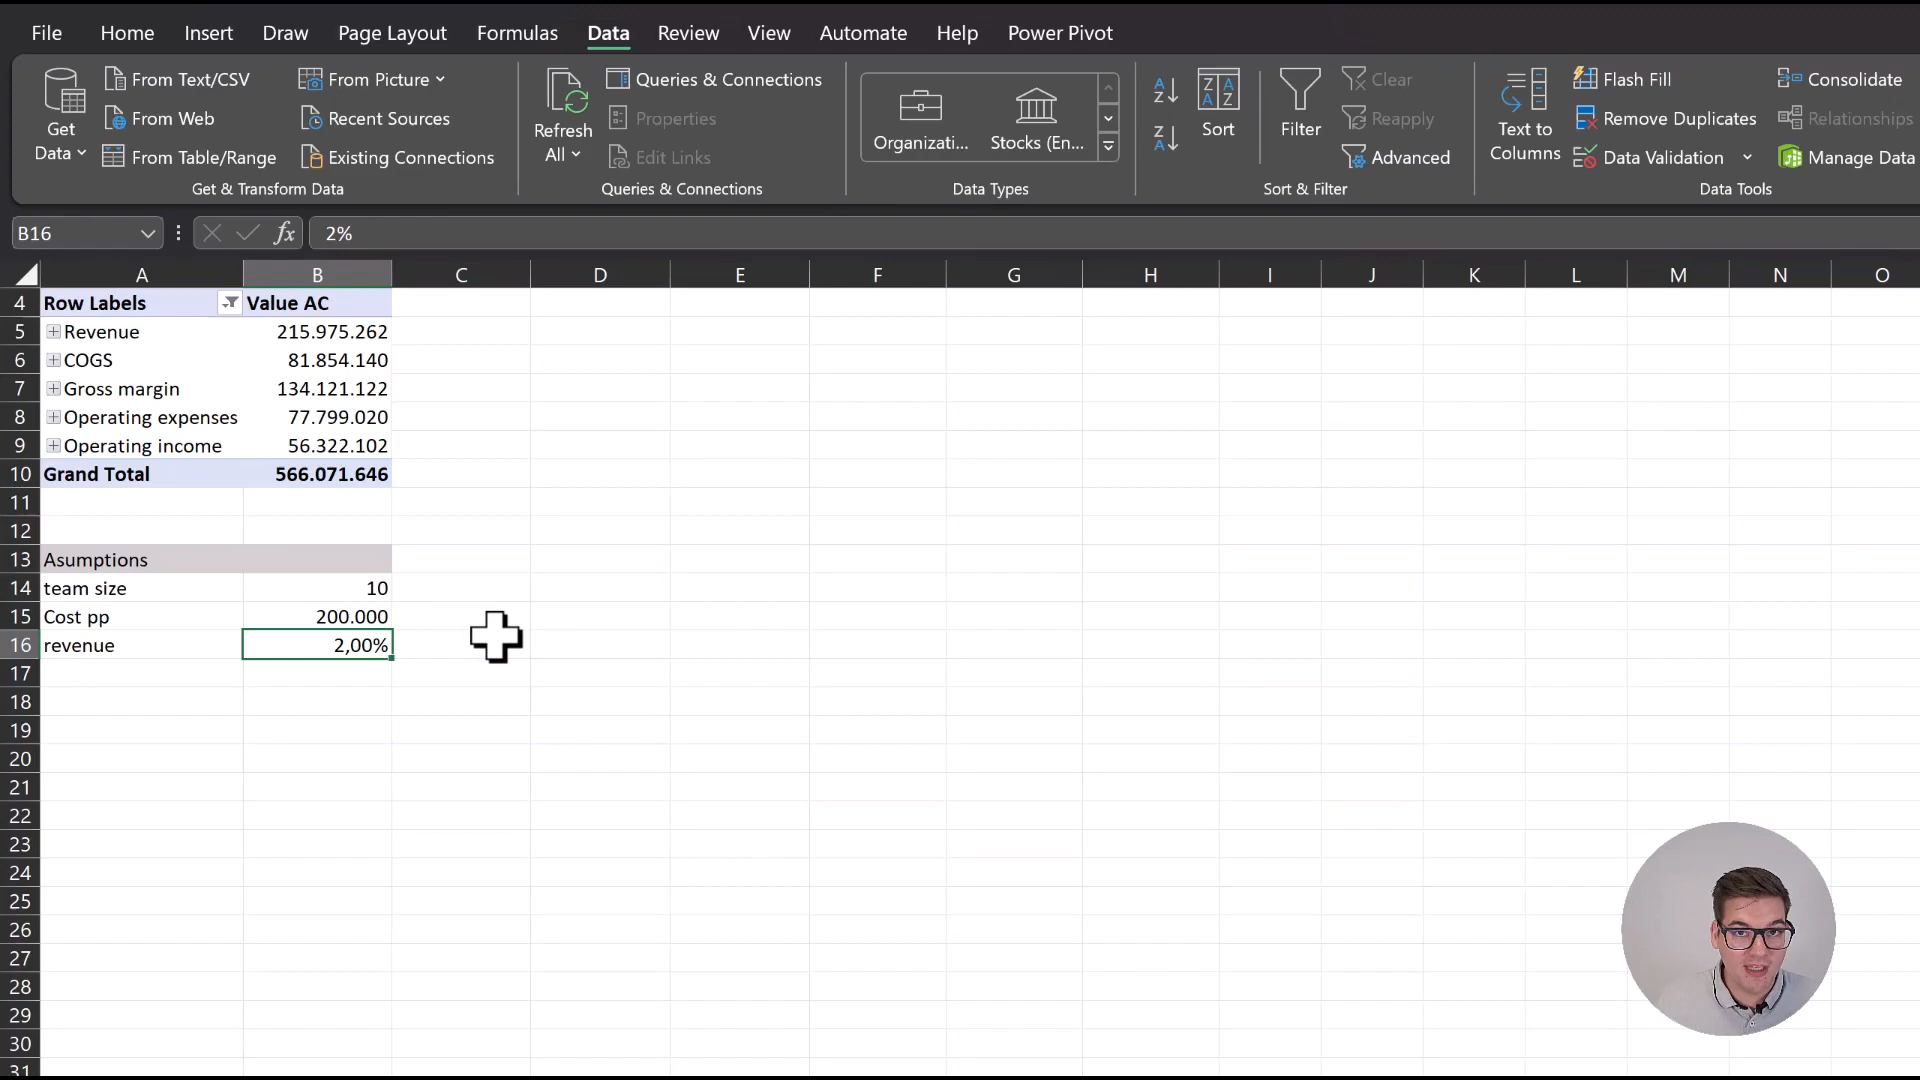 File Home Insert Draw Page Layout Formulas Data Review View Automate Help Power Pivot
Get Data
From Text/CSV
From Web
From Table/Range
From Picture
Recent Sources
Existing Connections
Get & Transform Data
Refresh All
Queries & Connections
Properties
Edit Links
Queries & Connections
Organizati...
Stocks (En...
Data Types
Sort
Filter
Clear
Reapply
Advanced
Sort & Filter
Text to Columns
Flash Fill
Remove Duplicates
Data Validation
Consolidate
Relationships
Manage Data
Data Tools
B16 fx 2%
A B C D E F G H I J K L M N O
4 Row Labels Value AC
5 Revenue 215.975.262
6 COGS 81.854.140
7 Gross margin 134.121.122
8 Operating expenses 77.799.020
9 Operating income 56.322.102
10 Grand Total 566.071.646
11
12
13 Asumptions
14 team size 10
15 Cost pp 200.000
16 revenue 2,00%
17
18
19
20
21
22
23
24
25
26
27
28
29
30
31